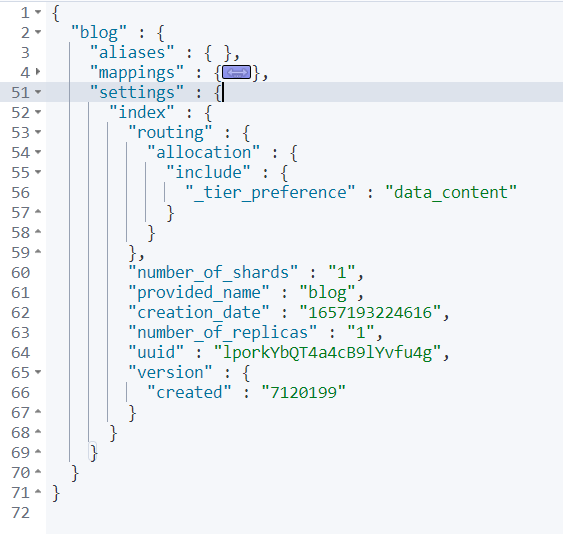 1 {
2 "blog" : {
3 "aliases" : { },
4 "mappings" : {↔},
51 "settings" : {
52 "index" : {
53 "routing" : {
54 "allocation" : {
55 "include" : {
56 "_tier_preference" : "data_content"
57 }
58 }
59 },
60 "number_of_shards" : "1",
61 "provided_name" : "blog",
62 "creation_date" : "1657193224616",
63 "number_of_replicas" : "1",
64 "uuid" : "lporkYbQT4a4cB9lYvfu4g",
65 "version" : {
66 "created" : "7120199"
67 }
68 }
69 }
70 }
71 }
72